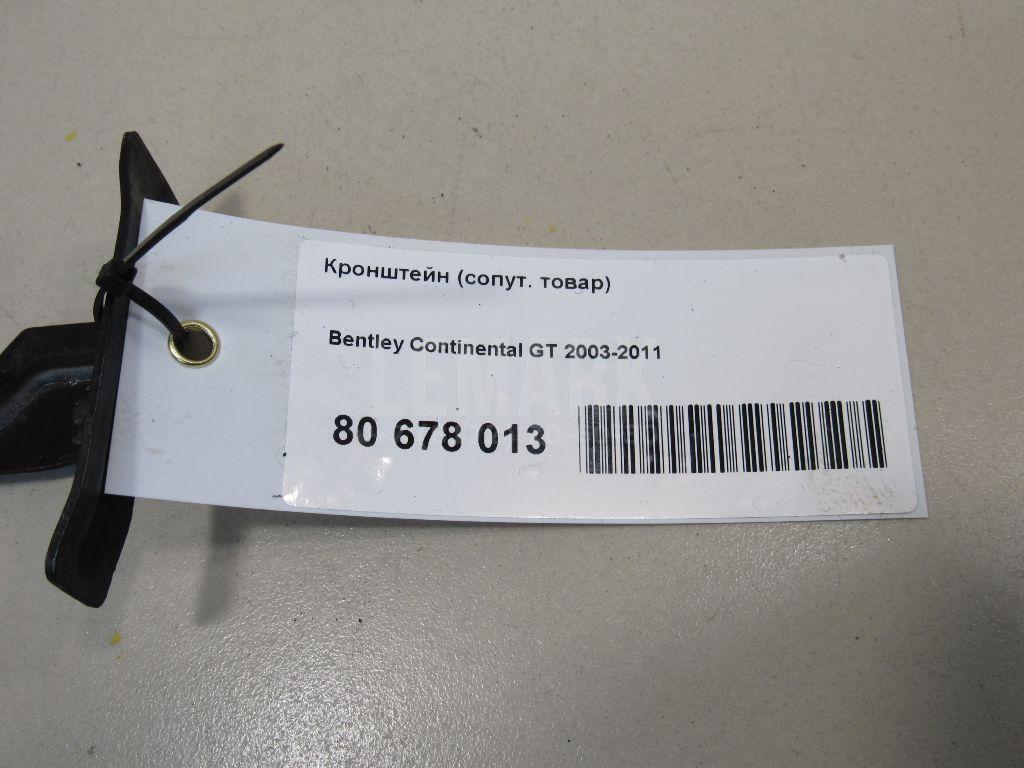 Кронштейн (сопут. товар)
Bentley Continental GT 2003-2011
LEMARK
80 678 013